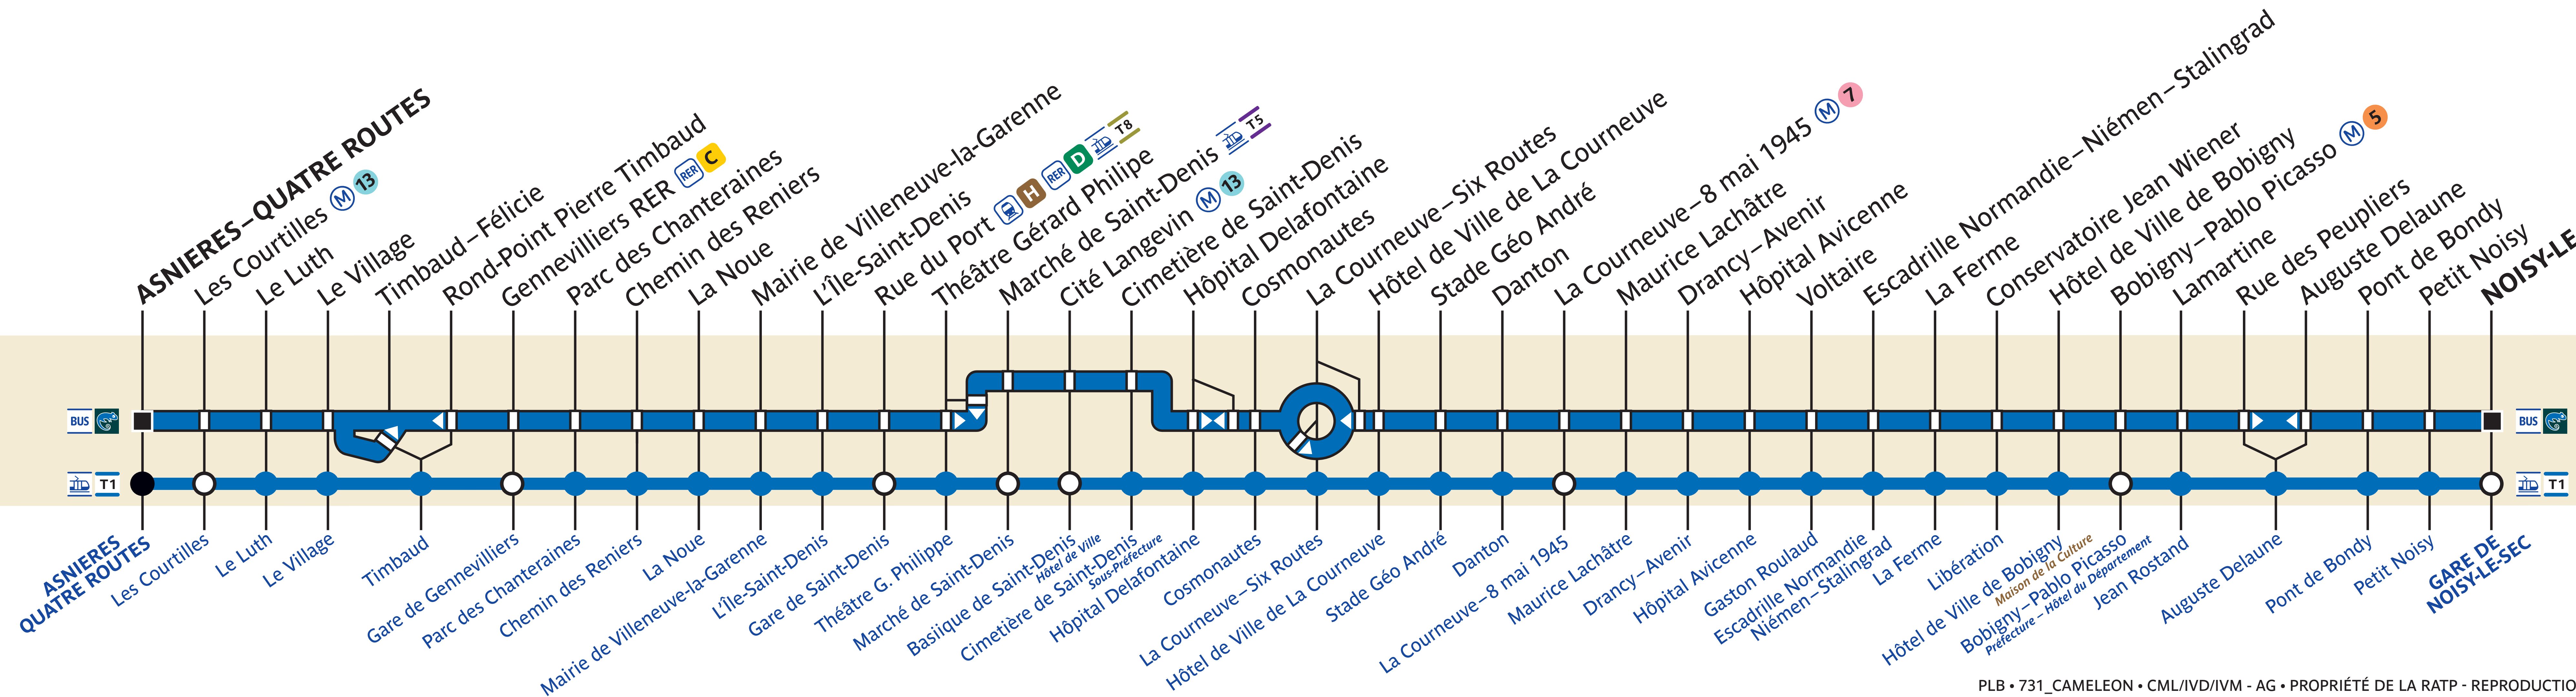 ASNIERES–QUATRE ROUTES
Les Courtilles M 13
Le Luth
Le Village
Timbaud–Félicie
Rond-Point Pierre Timbaud
Gennevilliers RER RER C
Parc des Chanteraines
Chemin des Reniers
La Noue
Mairie de Villeneuve-la-Garenne
L'Île-Saint-Denis
Rue du Port H RER D T8
Théâtre Gérard Philipe
Marché de Saint-Denis T5
Cité Langevin M 13
Cimetière de Saint-Denis
Hôpital Delafontaine
Cosmonautes
La Courneuve–Six Routes
Hôtel de Ville de La Courneuve
Stade Géo André
Danton
La Courneuve–8 mai 1945 M 7
Maurice Lachâtre
Drancy–Avenir
Hôpital Avicenne
Voltaire
Escadrille Normandie–Niémen–Stalingrad
La Ferme
Conservatoire Jean Wiener
Hôtel de Ville de Bobigny
Bobigny–Pablo Picasso M 5
Lamartine
Rue des Peupliers
Auguste Delaune
Pont de Bondy
Petit Noisy
NOISY-LE
BUS
BUS
T1
T1
ASNIERES
QUATRE ROUTES
Les Courtilles
Le Luth
Le Village
Timbaud
Gare de Gennevilliers
Parc des Chanteraines
Chemin des Reniers
La Noue
Mairie de Villeneuve-la-Garenne
L'Île-Saint-Denis
Gare de Saint-Denis
Théâtre G. Philippe
Marché de Saint-Denis
Basiique de Saint-Denis
Hôtel de Ville
Cimetière de Saint-Denis
Sous-Préfecture
Hôpital Delafontaine
Cosmonautes
La Courneuve–Six Routes
Hôtel de Ville de La Courneuve
Stade Géo André
Danton
La Courneuve–8 mai 1945
Maurice Lachâtre
Drancy–Avenir
Hôpital Avicenne
Gaston Roulaud
Escadrille Normandie
Niémen–Stalingrad
La Ferme
Libération
Hôtel de Ville de Bobigny
Maison de la Culture
Bobigny–Pablo Picasso
Préfecture – Hôtel du Département
Jean Rostand
Auguste Delaune
Pont de Bondy
Petit Noisy
GARE DE
NOISY-LE-SEC
PLB • 731_CAMELEON • CML/IVD/IVM - AG • PROPRIÉTÉ DE LA RATP - REPRODUCTIO